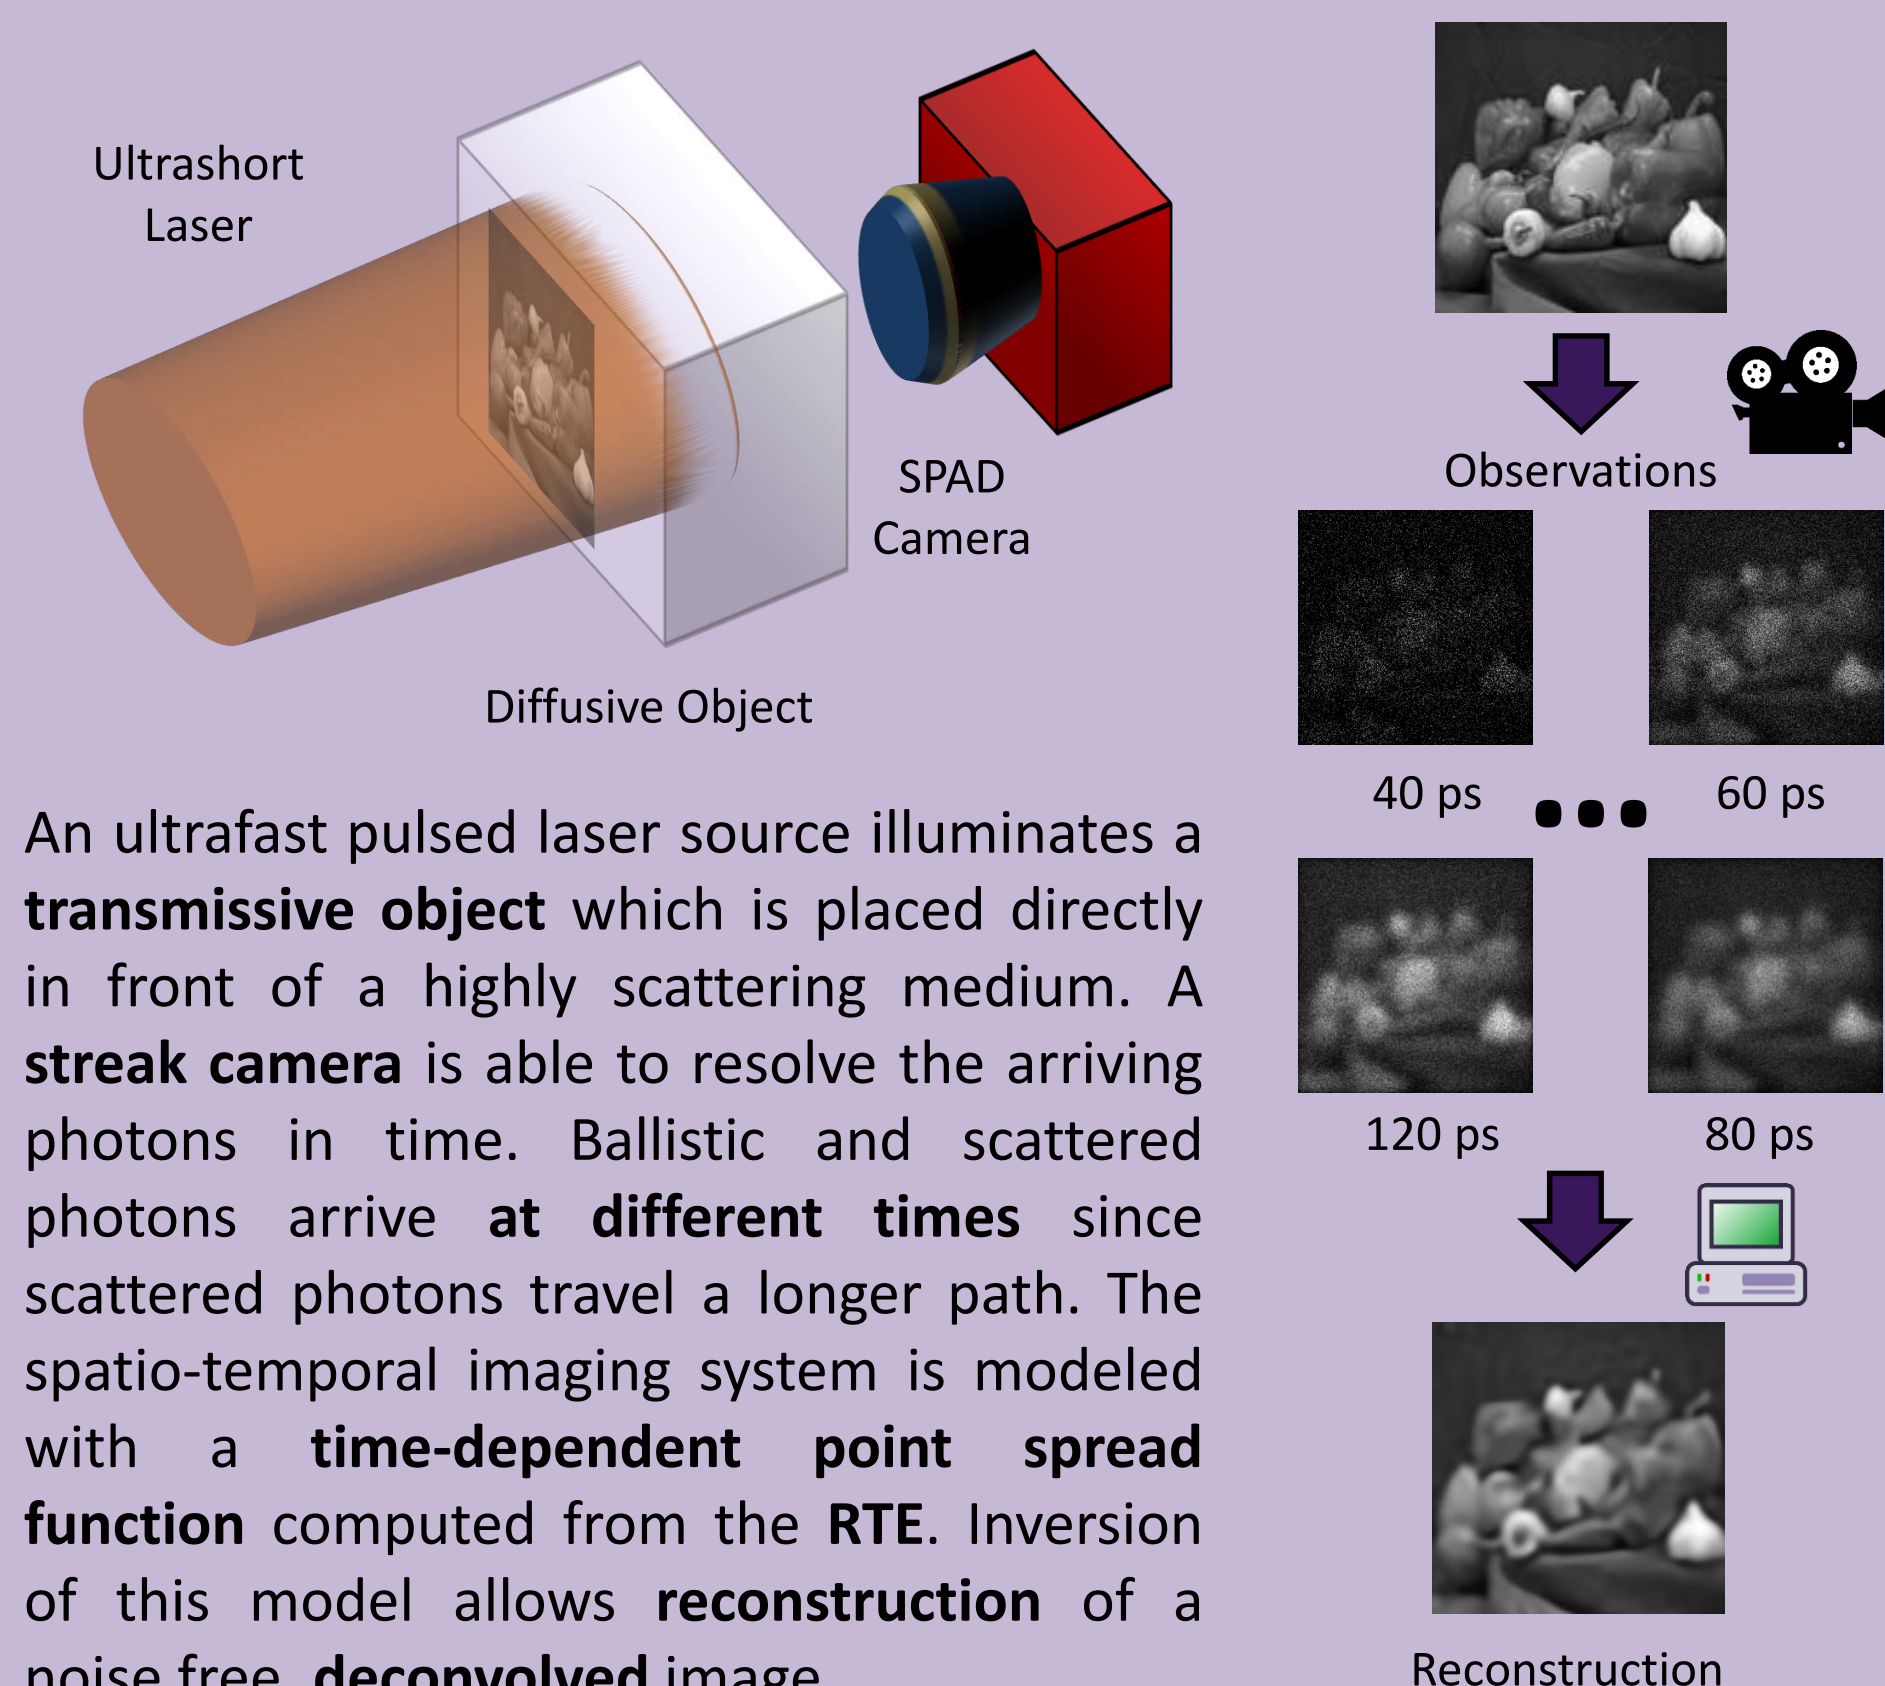 Ultrashort
Laser
SPAD
Camera
Diffusive Object
An ultrafast pulsed laser source illuminates a
transmissive object which is placed directly
in front of a highly scattering medium. A
streak camera is able to resolve the arriving
photons in time. Ballistic and scattered
photons arrive at different times since
scattered photons travel a longer path. The
spatio-temporal imaging system is modeled
with a time-dependent point spread
function computed from the RTE. Inversion
of this model allows reconstruction of a
noise free, deconvolved image
Observations
40 ps
60 ps
120 ps
80 ps
Reconstruction